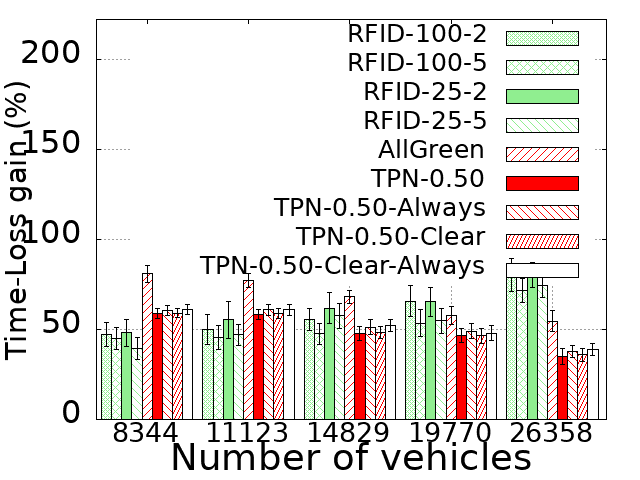 RFID-100-2
RFID-100-5
RFID-25-2
RFID-25-5
AllGreen
TPN-0.50
TPN-0.50-Always
TPN-0.50-Clear
TPN-0.50-Clear-Always
Time-Loss gain (%)
200
150
100
50
0
8344 11123 14829 19770 26358
Number of vehicles